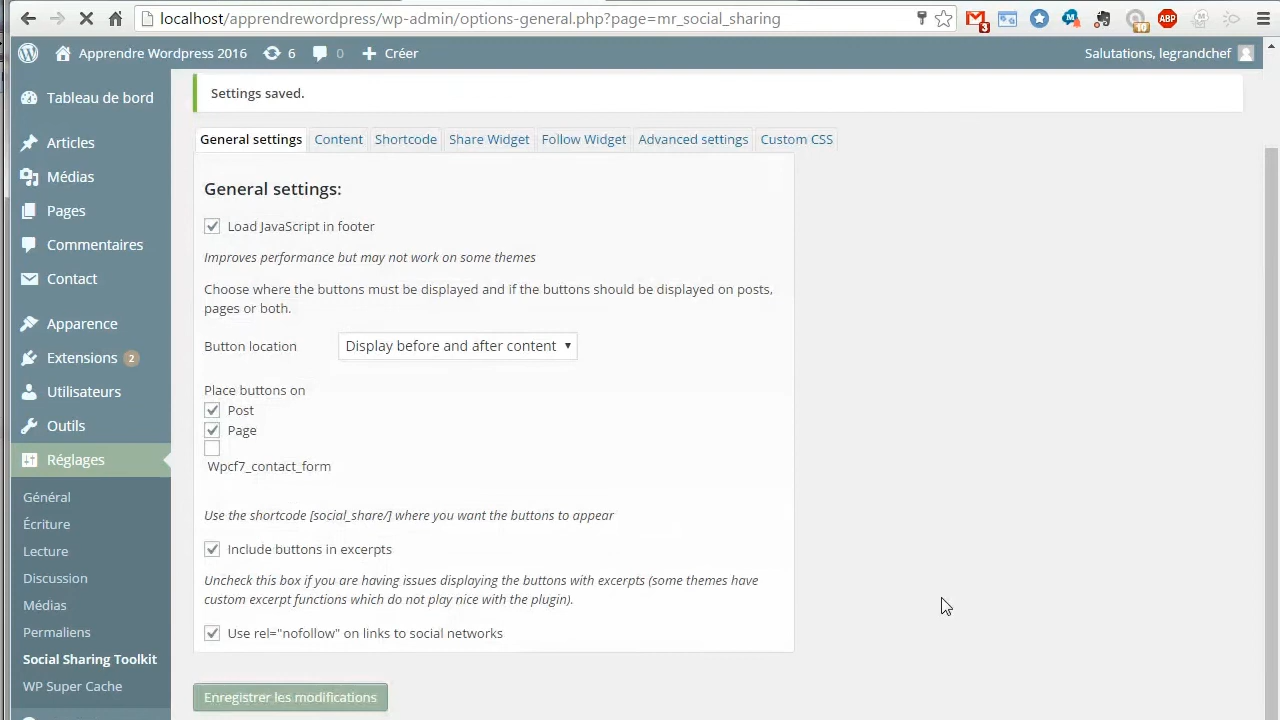 localhost/apprendrewordpress/wp-admin/options-general.php?page=mr_social_sharing
3
10
ABP
Apprendre Wordpress 2016
6
0
Créer
Salutations, legrandchef
Tableau de bord
Articles
Médias
Pages
Commentaires
Contact
Apparence
Extensions 2
Utilisateurs
Outils
Réglages
Général
Écriture
Lecture
Discussion
Médias
Permaliens
Social Sharing Toolkit
WP Super Cache
Settings saved.
General settings Content Shortcode Share Widget Follow Widget Advanced settings Custom CSS
General settings:
Load JavaScript in footer
Improves performance but may not work on some themes
Choose where the buttons must be displayed and if the buttons should be displayed on posts,
pages or both.
Button location Display before and after content
Place buttons on
Post
Page
Wpcf7_contact_form
Use the shortcode [social_share/] where you want the buttons to appear
Include buttons in excerpts
Uncheck this box if you are having issues displaying the buttons with excerpts (some themes have
custom excerpt functions which do not play nice with the plugin).
Use rel="nofollow" on links to social networks
Enregistrer les modifications